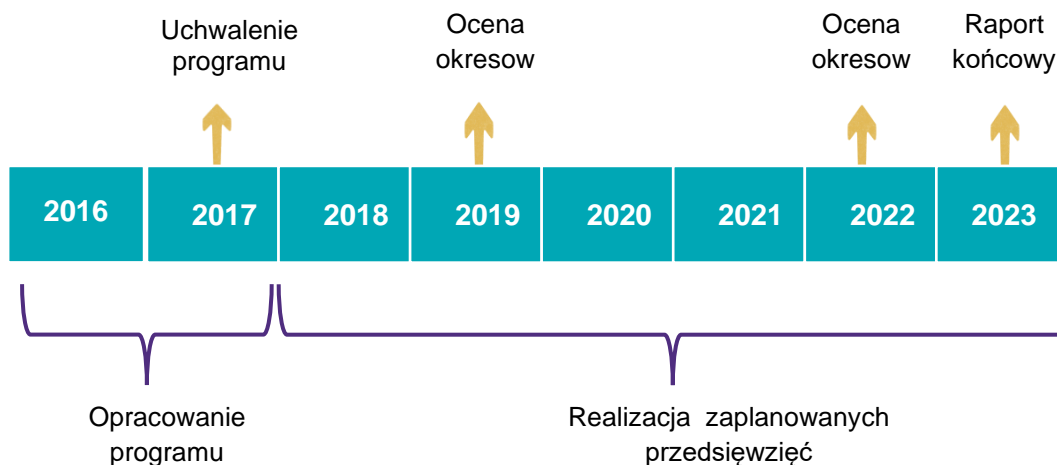 Uchwalenie
programu
Ocena
okresow
Ocena
okresow
Raport
końcowy
2016 2017 2018 2019 2020 2021 2022 2023
Opracowanie
programu
Realizacja zaplanowanych
przedsięwzięć